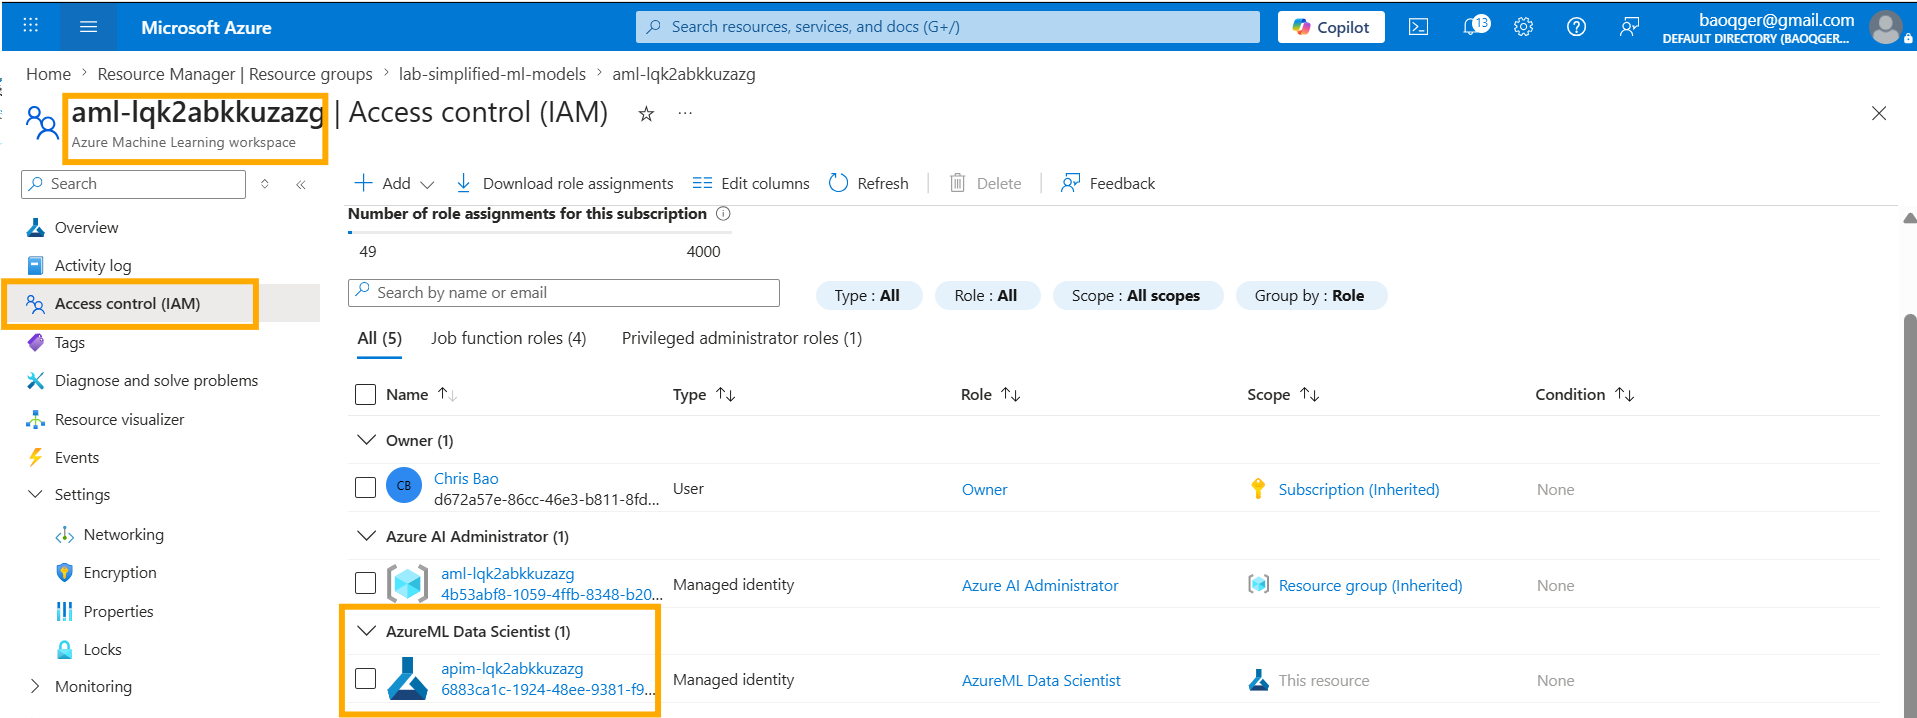 Microsoft Azure
Search resources, services, and docs (G+/)
Copilot
13
baoqger@gmail.com
DEFAULT DIRECTORY (BAOQGER...
Home > Resource Manager | Resource groups > lab-simplified-ml-models > aml-lqk2abkkuzazg
aml-lqk2abkkuzazg | Access control (IAM)
Azure Machine Learning workspace
Search
Add
Download role assignments
Edit columns
Refresh
Delete
Feedback
Overview
Activity log
Access control (IAM)
Tags
Diagnose and solve problems
Resource visualizer
Events
Settings
Networking
Encryption
Properties
Locks
Monitoring
Number of role assignments for this subscription
49 4000
Search by name or email
Type : All
Role : All
Scope : All scopes
Group by : Role
All (5) Job function roles (4) Privileged administrator roles (1)
Name Type Role Scope Condition
Owner (1)
CB
Chris Bao
d672a57e-86cc-46e3-b811-8fd...
User Owner Subscription (Inherited) None
Azure AI Administrator (1)
aml-lqk2abkkuzazg
4b53abf8-1059-4ffb-8348-b20...
Managed identity Azure AI Administrator Resource group (Inherited) None
AzureML Data Scientist (1)
apim-lqk2abkkuzazg
6883ca1c-1924-48ee-9381-f9...
Managed identity AzureML Data Scientist This resource None